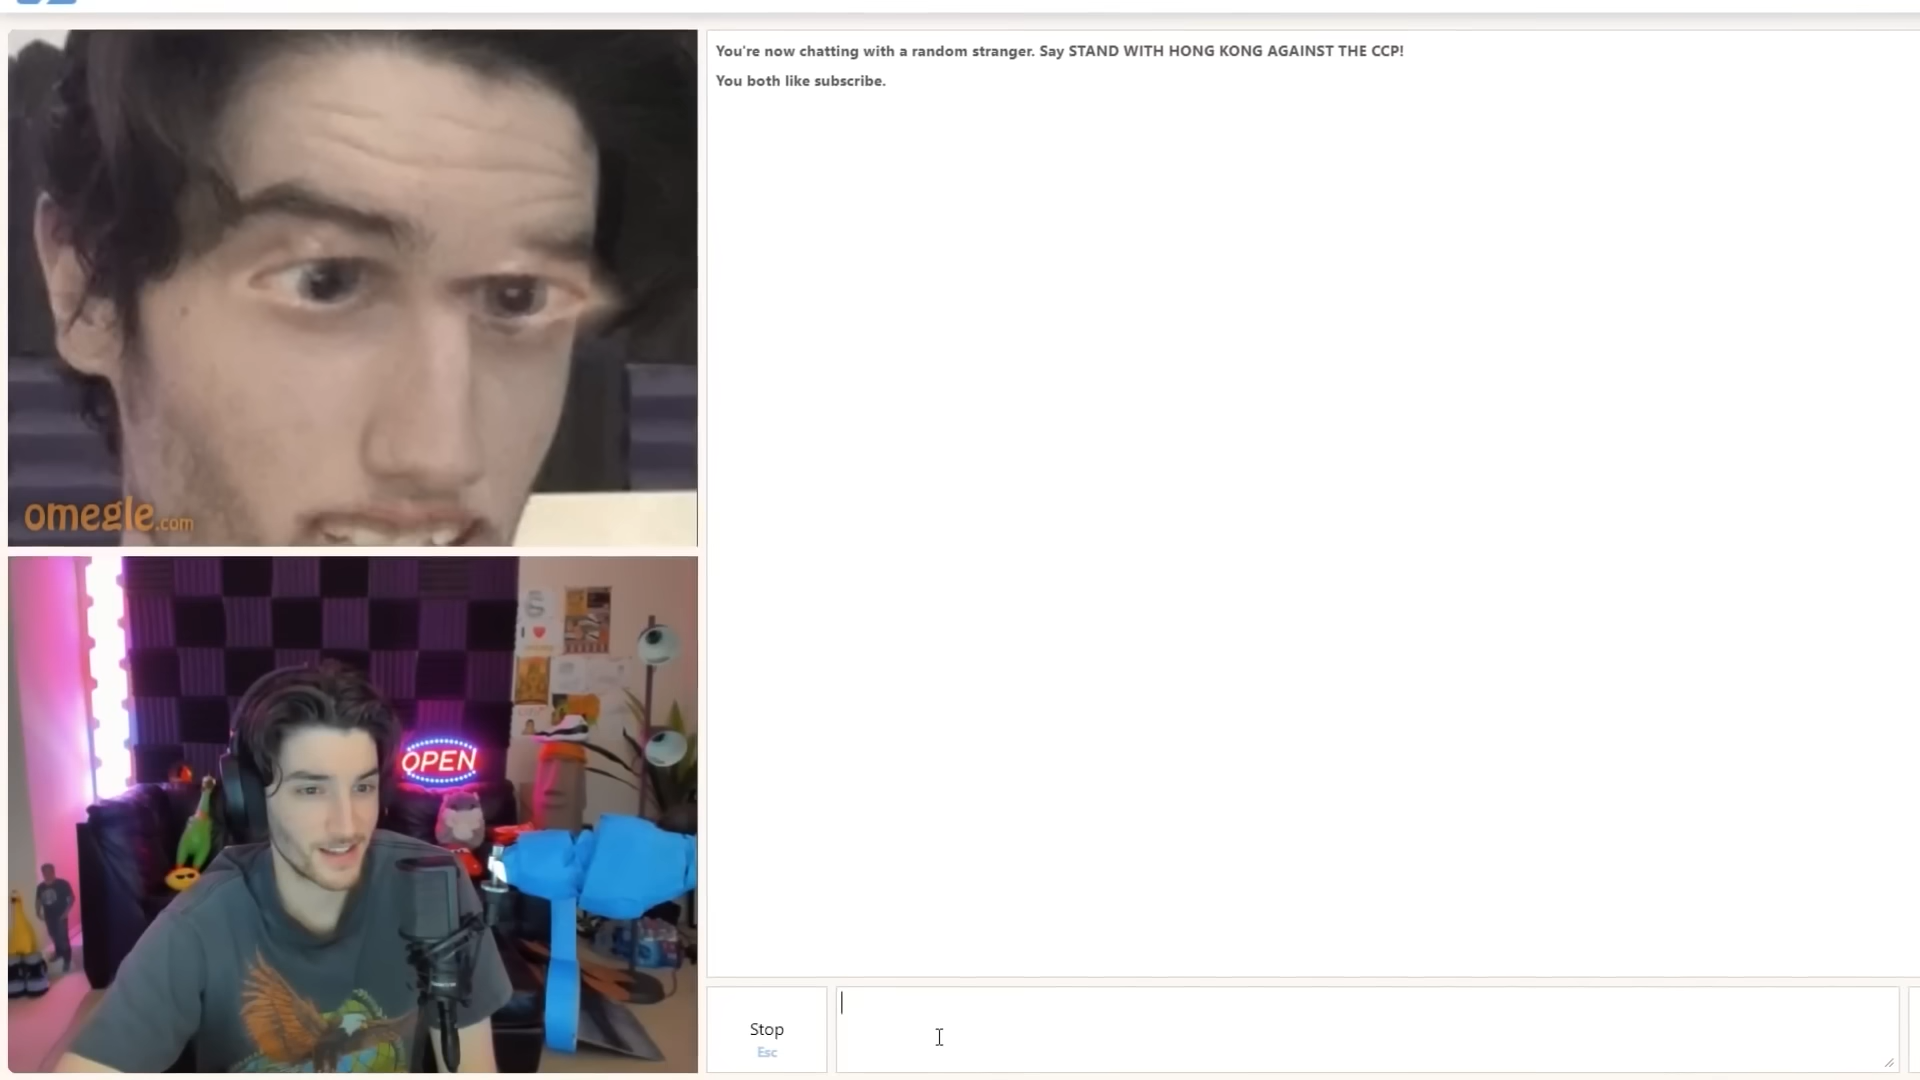 You're now chatting with a random stranger. Say STAND WITH HONG KONG AGAINST THE CCP!
You both like subscribe.
omegle.com
OPEN
I
Stop
Esc